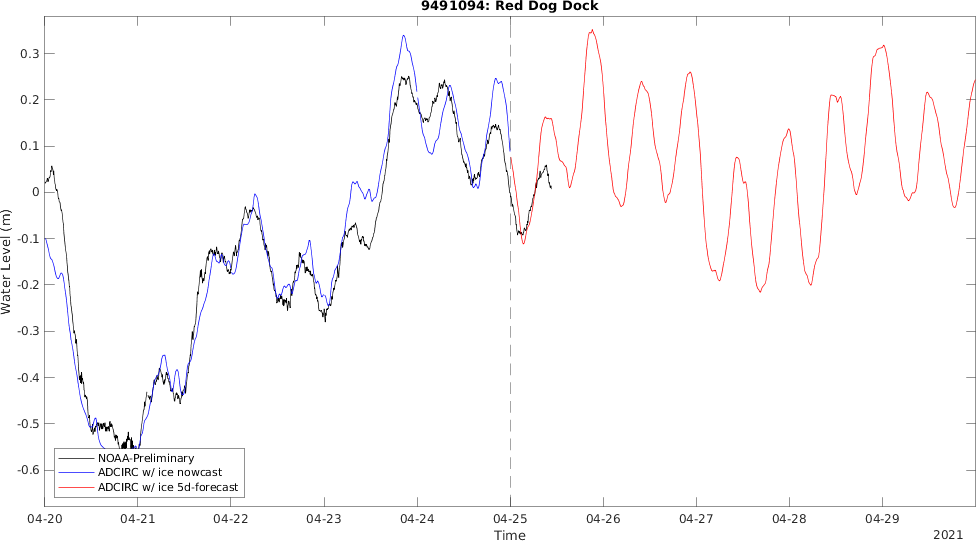 9491094: Red Dog Dock
Water Level (m)
0.3
0.2
0.1
0
-0.1
-0.2
-0.3
-0.4
-0.5
-0.6
NOAA-Preliminary
ADCIRC w/ ice nowcast
ADCIRC w/ ice 5d-forecast
04-20 04-21 04-22 04-23 04-24 04-25 04-26 04-27 04-28 04-29
Time
2021